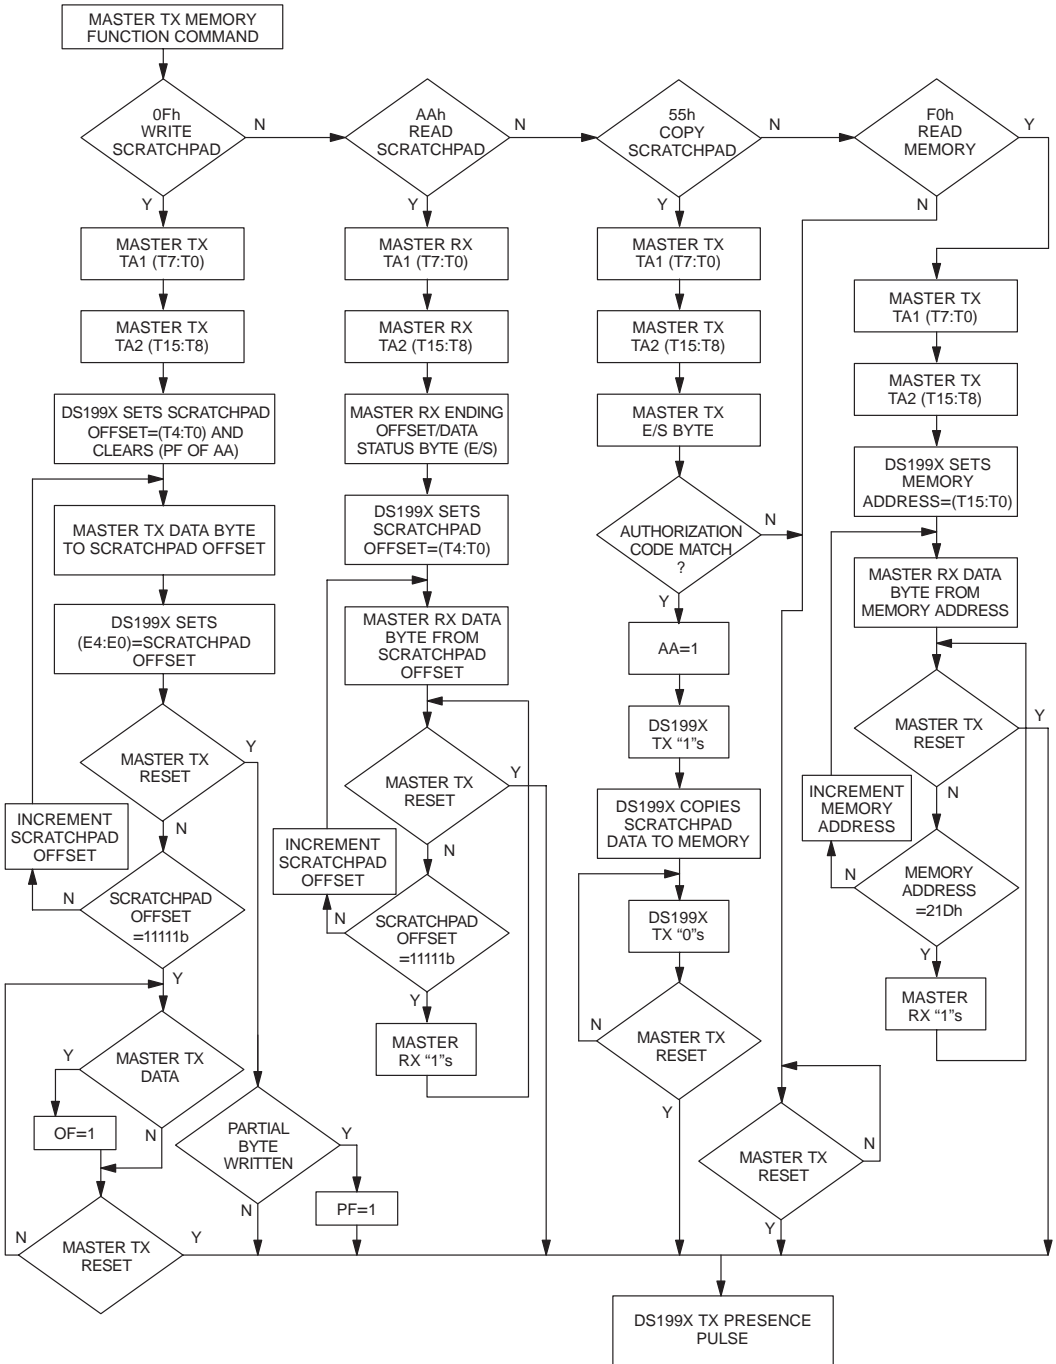 MASTER TX MEMORY
FUNCTION COMMAND
0Fh
WRITE
SCRATCHPAD
N
Y
AAh
READ
SCRATCHPAD
N
Y
55h
COPY
SCRATCHPAD
N
Y
F0h
READ
MEMORY
Y
N
MASTER TX
TA1 (T7:T0)
MASTER TX
TA2 (T15:T8)
DS199X SETS SCRATCHPAD
OFFSET=(T4:T0) AND
CLEARS (PF OF AA)
MASTER TX DATA BYTE
TO SCRATCHPAD OFFSET
DS199X SETS
(E4:E0)=SCRATCHPAD
OFFSET
MASTER TX
RESET
Y
N
INCREMENT
SCRATCHPAD
OFFSET
SCRATCHPAD
OFFSET
=11111b
N
Y
MASTER TX
DATA
Y
N
OF=1
MASTER TX
RESET
N
Y
PARTIAL
BYTE
WRITTEN
Y
N
PF=1
MASTER RX
TA1 (T7:T0)
MASTER RX
TA2 (T15:T8)
MASTER RX ENDING
OFFSET/DATA
STATUS BYTE (E/S)
DS199X SETS
SCRATCHPAD
OFFSET=(T4:T0)
MASTER RX DATA
BYTE FROM
SCRATCHPAD
OFFSET
MASTER TX
RESET
Y
N
INCREMENT
SCRATCHPAD
OFFSET
SCRATCHPAD
OFFSET
=11111b
N
Y
MASTER
RX “1”s
MASTER TX
TA1 (T7:T0)
MASTER TX
TA2 (T15:T8)
MASTER TX
E/S BYTE
AUTHORIZATION
CODE MATCH
?
N
Y
AA=1
DS199X
TX “1”s
DS199X COPIES
SCRATCHPAD
DATA TO MEMORY
DS199X
TX “0”s
MASTER TX
RESET
N
Y
MASTER TX
TA1 (T7:T0)
MASTER TX
TA2 (T15:T8)
DS199X SETS
MEMORY
ADDRESS=(T15:T0)
MASTER RX DATA
BYTE FROM
MEMORY ADDRESS
MASTER TX
RESET
Y
N
INCREMENT
MEMORY
ADDRESS
MEMORY
ADDRESS
=21Dh
N
Y
MASTER
RX “1”s
MASTER TX
RESET
N
Y
DS199X TX PRESENCE
PULSE